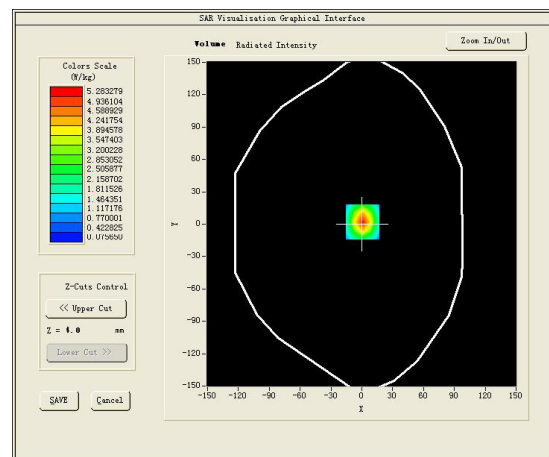 SAR Visualisation Graphical Interface
Volume Radiated Intensity
Zoom In/Out
Colors Scale
(W/kg)
5.283279
4.936104
4.588929
4.241754
3.894578
3.547403
3.200228
2.853052
2.505877
2.158702
1.811526
1.464351
1.117176
0.770001
0.422825
0.075650
Z-Cuts Control
<< Upper Cut
Z = 4.0 mm
Lower Cut >>
SAVE Cancel
150
120
90
60
30
0
-30
-60
-90
-120
-150
Y
-150 -120 -90 -60 -30 0 30 60 90 120 150
X